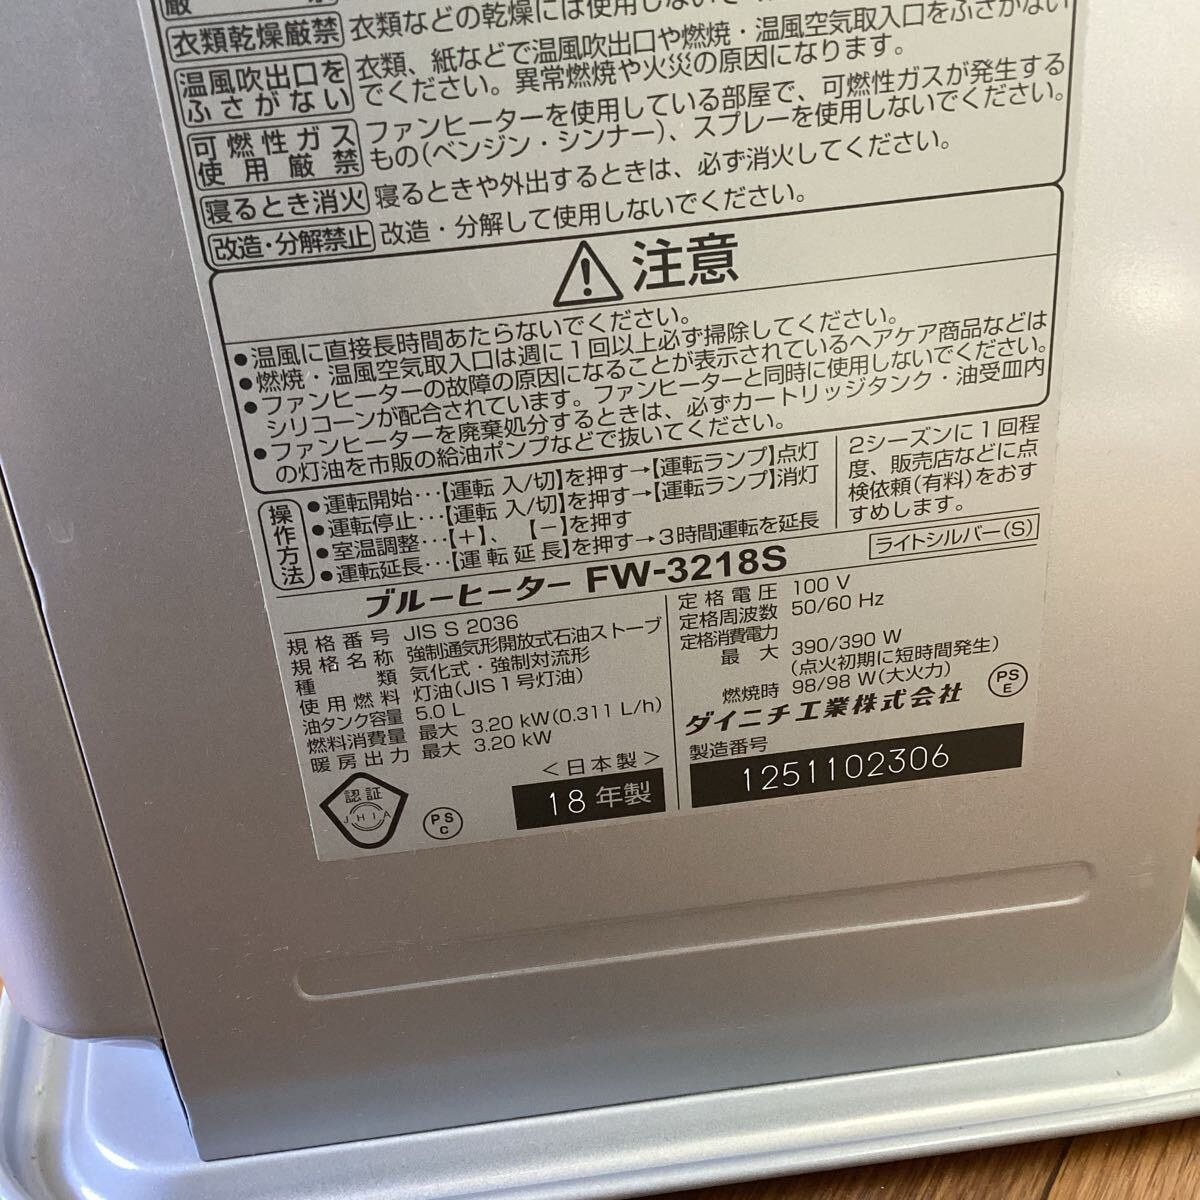 衣類乾燥厳禁 衣類などの乾燥には使用しない
温風吹出口をふさがない 衣類、紙などで温風吹出口や燃焼・温風空気取入口をふさがない
でください。異常燃焼や火災の原因になります。
可燃性ガス使用厳禁 ファンヒーターを使用している部屋で、可燃性ガスが発生する
もの(ベンジン・シンナー)、スプレーを使用しないでください。
寝るとき消火 寝るときや外出するときは、必ず消火してください。
改造・分解禁止 改造・分解して使用しないでください。
注意
●温風に直接長時間あたらないでください。
●燃焼・温風空気取入口は週に1回以上必ず掃除してください。
●ファンヒーターの故障の原因になることが表示されているヘアケア商品などは
シリコーンが配合されています。ファンヒーターと同時に使用しないでください。
●ファンヒーターを廃棄処分するときは、必ずカートリッジタンク・油受皿内
の灯油を市販の給油ポンプなどで抜いてください。
操作方法
●運転開始‥‥【運転 入/切】を押す→【運転ランプ】点灯
●運転停止‥‥【運転 入/切】を押す→【運転ランプ】消灯
●室温調整‥‥【+】、【−】を押す
●運転延長‥‥【運転延長】を押す→3時間運転を延長
2シーズンに1回程
度、販売店などに点
検依頼(有料)をおす
すめします。
ブルーヒーター FW-3218S
ライトシルバー(S)
規格番号 JIS S 2036
規格名称 強制通気形開放式石油ストーブ
種類 気化式・強制対流形
使用燃料 灯油(JIS1号灯油)
油タンク容量 5.0 L
燃料消費量 最大 3.20 kW(0.311 L/h)
暖房出力 最大 3.20 kW
定格電圧 100 V
定格周波数 50/60 Hz
定格消費電力
最大 390/390 W
(点火初期に短時間発生)
燃焼時 98/98 W(大火力)
ダイニチ工業株式会社
PS
E
<日本製>
製造番号
18年製
1251102306
認証
JHIA
PS
C